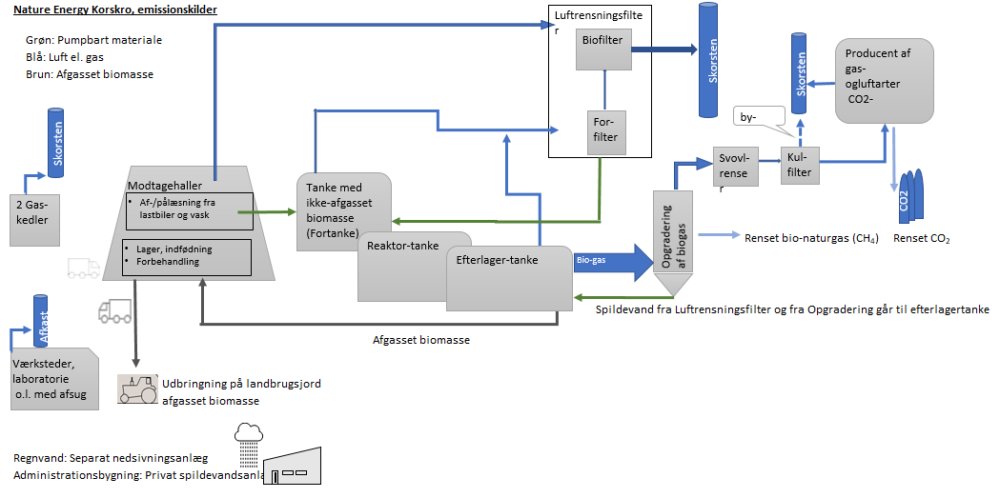 Nature Energy Korskro, emissionskilder
Grøn: Pumpbart materiale
Blå: Luft el. gas
Brun: Afgasset biomasse
Luftrensningsfilte
r
Biofilter
For-
filter
Skorsten
Skorsten
Producent af
gas-
ogluftarter
CO2-
by-
Svovl-
rense
r
Kul-
filter
Skorsten
2 Gas-
kedler
Modtagehaller
• Af-/pålæsning fra
lastbiler og vask
• Lager, indfødning
• Forbehandling
Tanke med
ikke-afgasset
biomasse
(Fortanke)
Reaktor-tanke
Efterlager-tanke
Bio-gas
Opgradering
af biogas
CO2
Renset bio-naturgas (CH4)
Renset CO2
Spildevand fra Luftrensningsfilter og fra Opgradering går til efterlagertanke
Afgasset biomasse
Afkast
Værksteder,
laboratorie
o.l. med afsug
Udbringning på landbrugsjord
afgasset biomasse
Regnvand: Separat nedsivningsanlæg
Administrationsbygning: Privat spildevandsanlæ